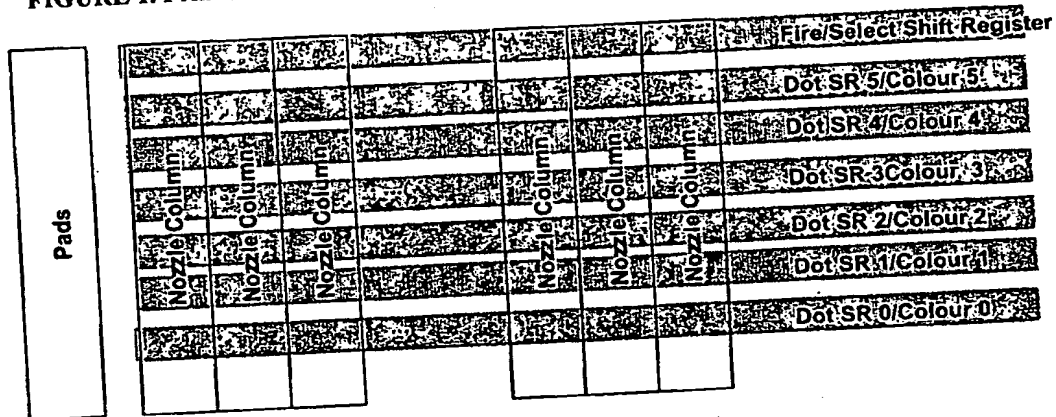 FIGURE 1.
Fire/Select Shift Register
Dot SR 5/Colour 5
Dot SR 4/Colour 4
Dot SR 3Colour 3
Dot SR 2/Colour 2
Dot SR 1/Colour 1
Dot SR 0/Colour 0
Pads
Nozzle Column
Nozzle Column
Nozzle Column
Nozzle Column
Nozzle Column
Nozzle Column